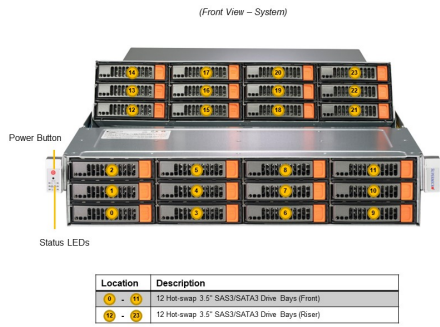 (Front View – System)
14 17 20 23
13 16 19 22
12 15 18 21
Power Button
2 5 8 11
1 4 7 10
0 3 6 9
Status LEDs
Location Description
0 - 11 12 Hot-swap 3.5" SAS3/SATA3 Drive Bays (Front)
12 - 23 12 Hot-swap 3.5" SAS3/SATA3 Drive Bays (Riser)